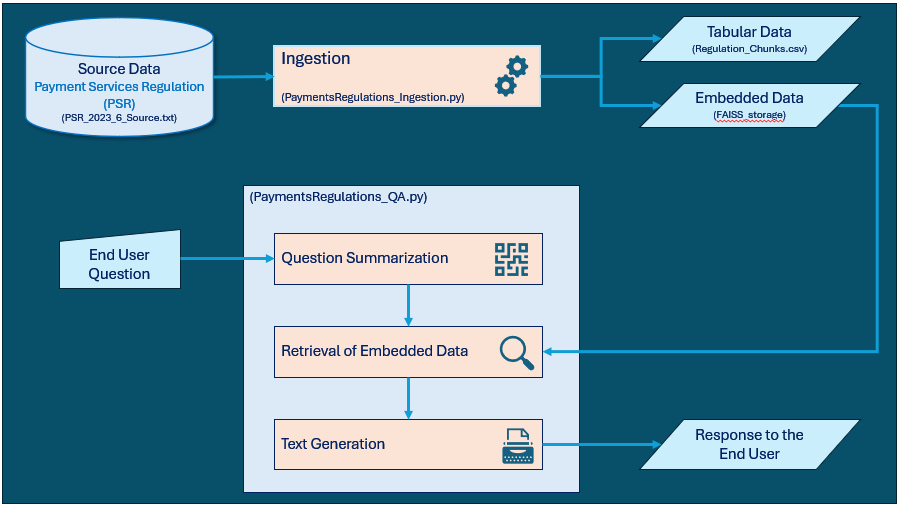 Source Data
Payment Services Regulation
(PSR)
(PSR_2023_6_Source.txt)
Ingestion
(PaymentsRegulations_Ingestion.py)
Tabular Data
(Regulation_Chunks.csv)
Embedded Data
(FAISS_storage)
(PaymentsRegulations_QA.py)
End User
Question
Question Summarization
Retrieval of Embedded Data
Text Generation
Response to the
End User